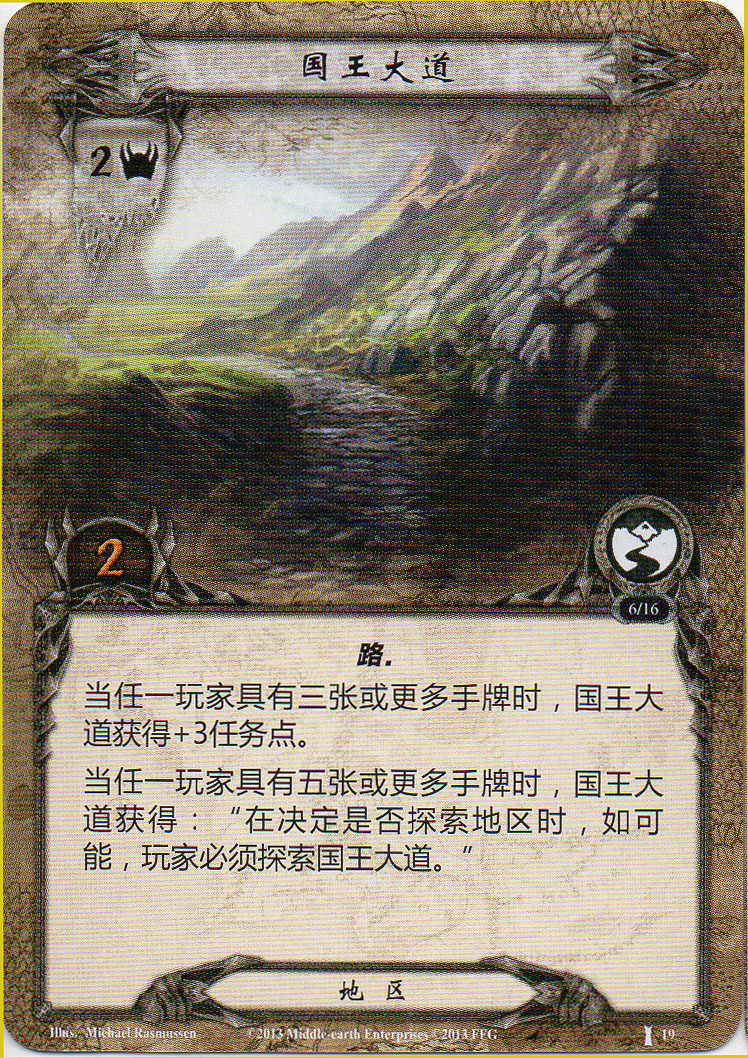 国王大道
2
2
6/16
路.
当任一玩家具有三张或更多手牌时，国王大
道获得+3任务点。
当任一玩家具有五张或更多手牌时，国王大
道获得：“在决定是否探索地区时，如可
能，玩家必须探索国王大道。”
地区
Illus. Michael Rasmussen ©2013 Middle-earth Enterprises ©2013 FFG 19